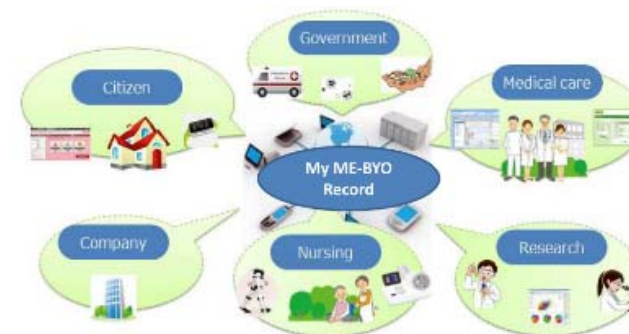 Government
Citizen
Medical care
My ME-BYO
Record
Company
Nursing
Research